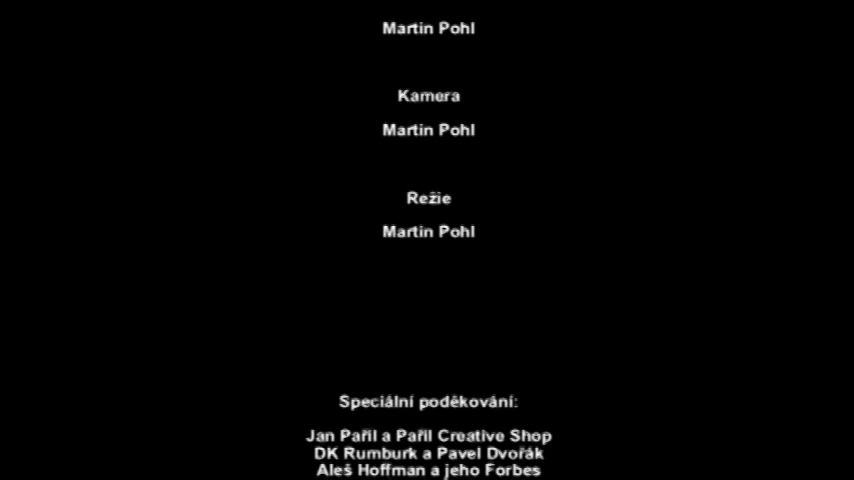 Martin Pohl
Kamera
Martin Pohl
Režie
Martin Pohl
Speciální poděkování:
Jan Pařil a Pařil Creative Shop
DK Rumburk a Pavel Dvořák
Aleš Hoffman a jeho Forbes